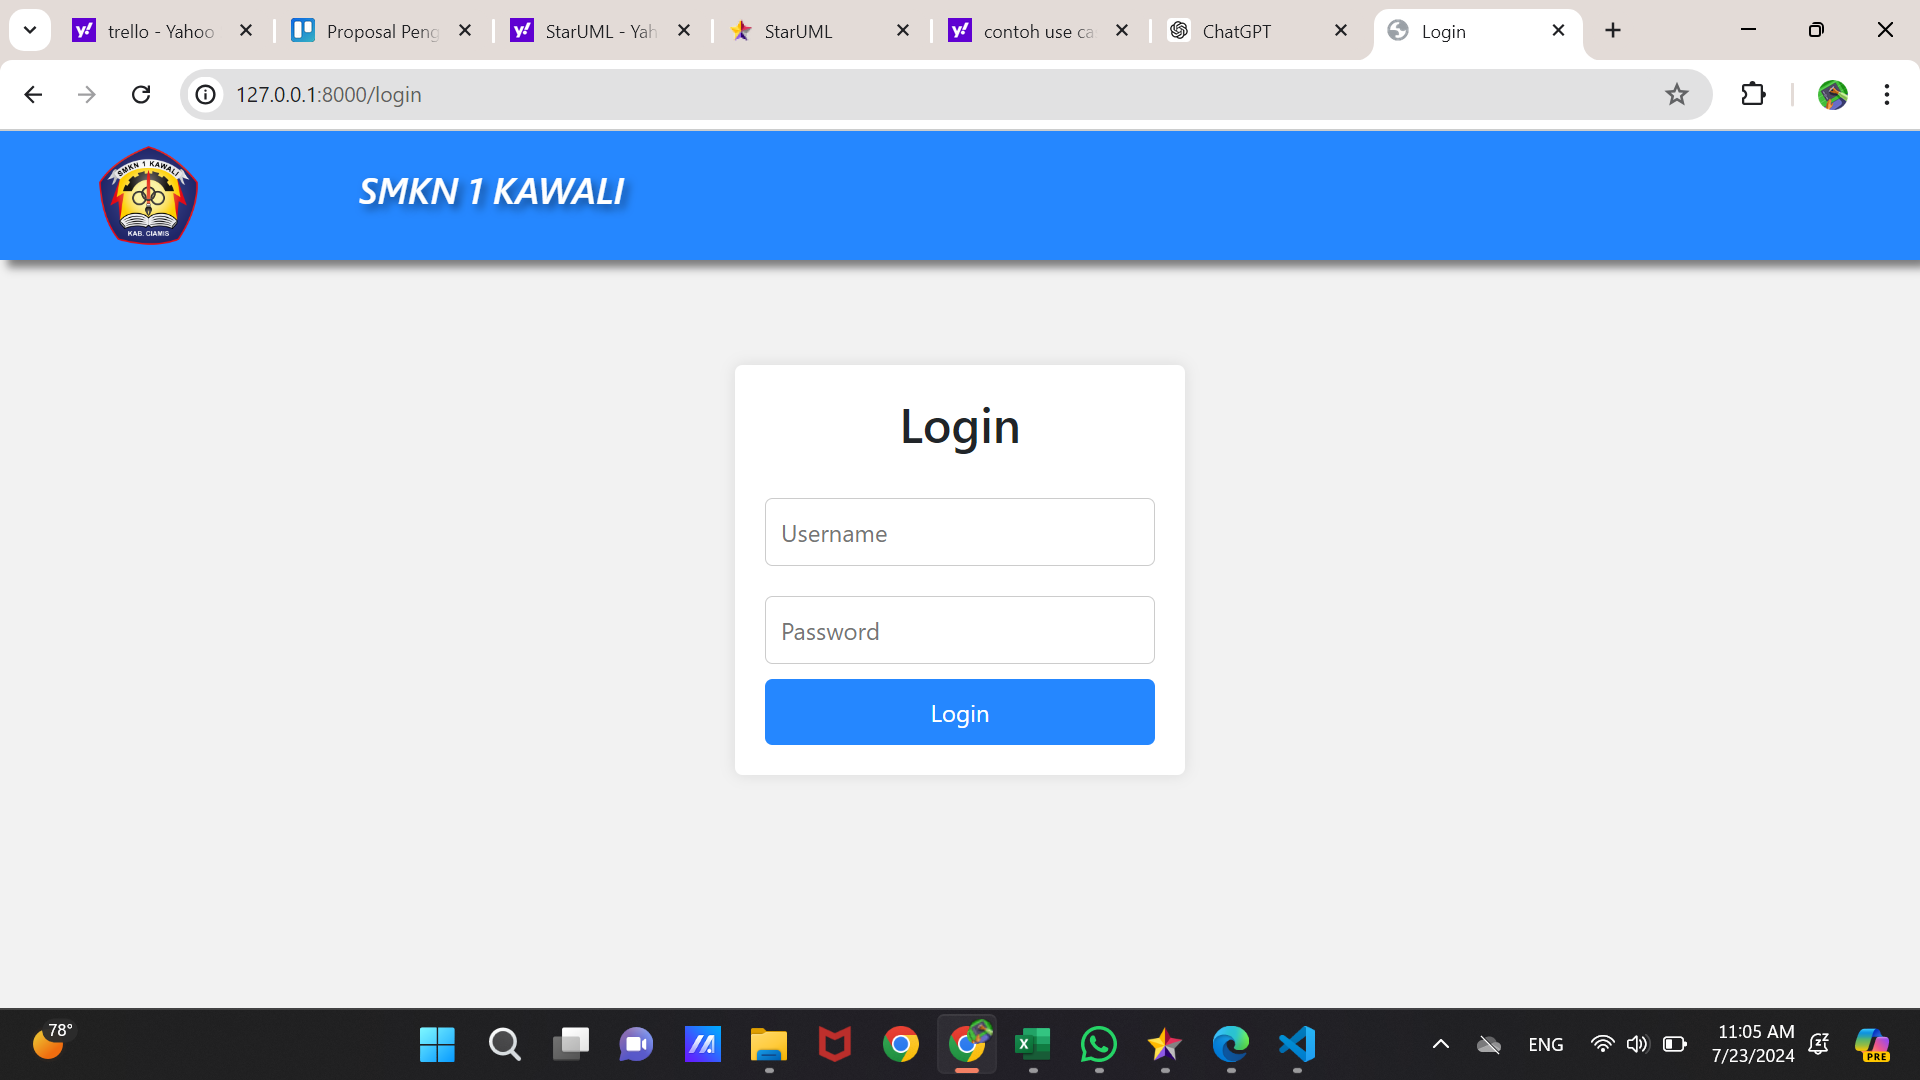 trello - Yahoo
Proposal Peng
StarUML - Yah
StarUML
contoh use ca
ChatGPT
Login
127.0.0.1:8000/login
SMKN 1 KAWALI
KAB. CIAMIS
SMKN 1 KAWALI
Login
Username
Password
Login
78°
ENG
11:05 AM
7/23/2024
PRE